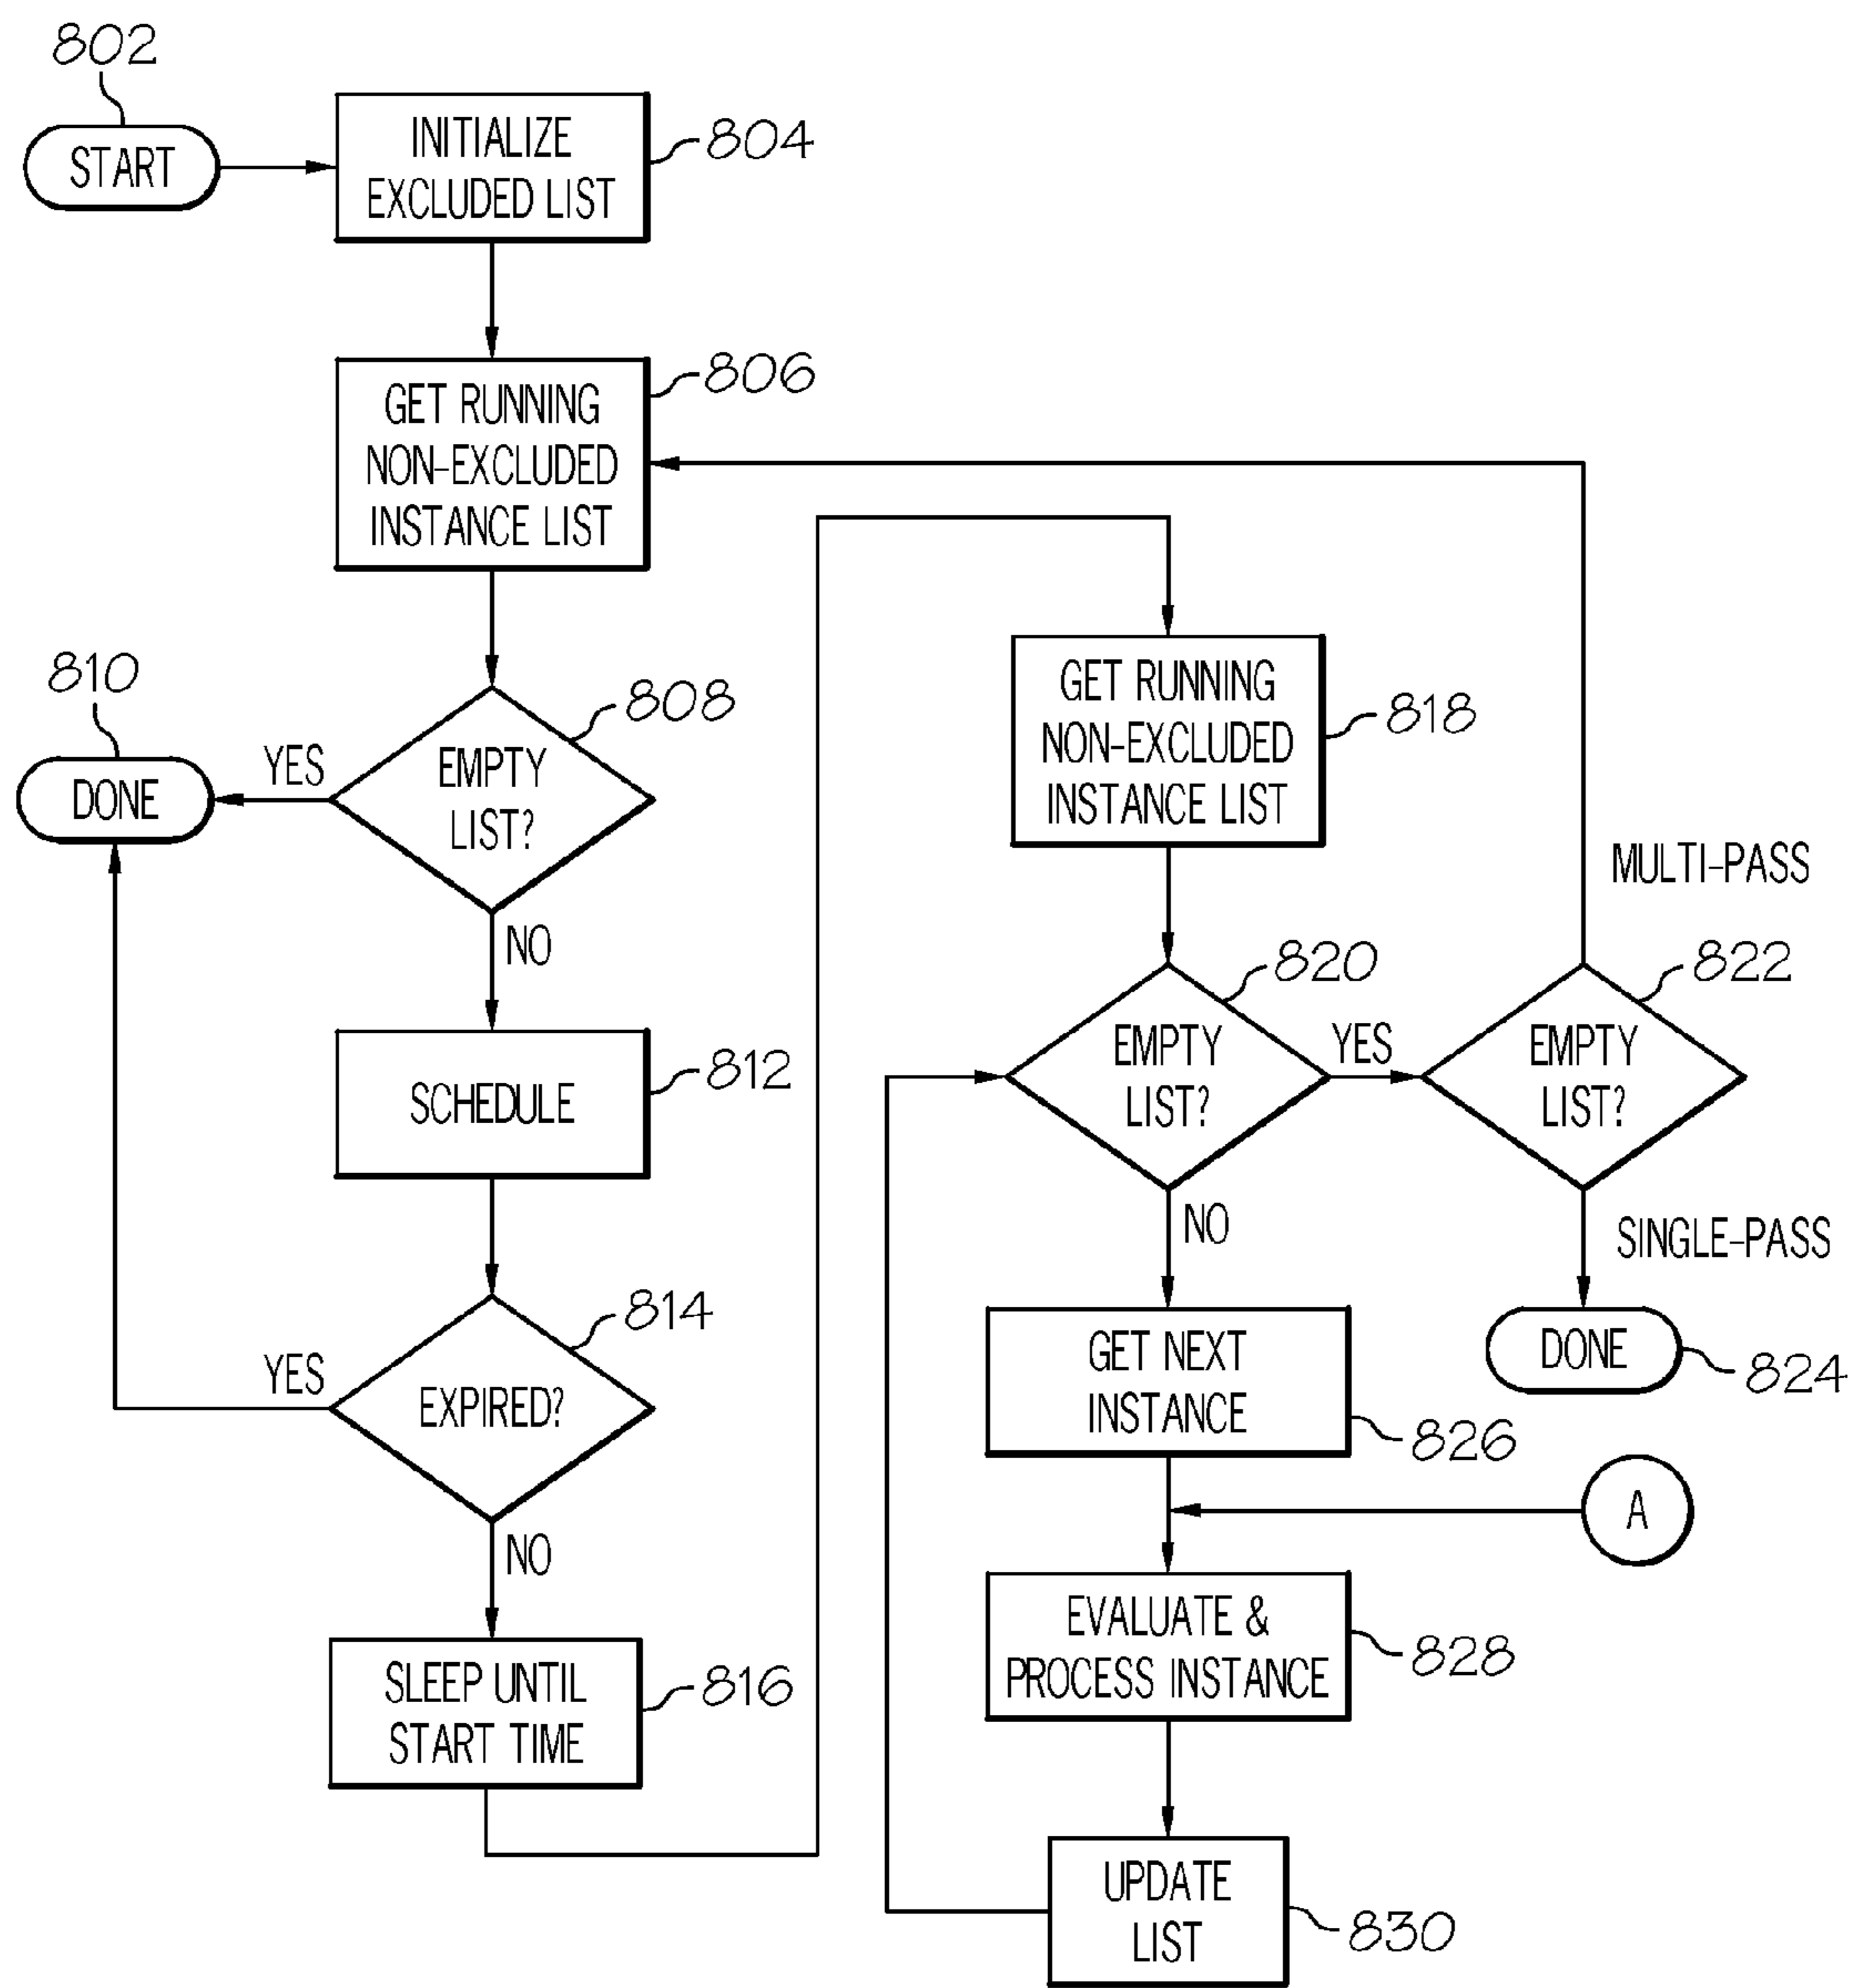 802
START
INITIALIZE
EXCLUDED LIST
804
GET RUNNING
NON-EXCLUDED
INSTANCE LIST
806
EMPTY
LIST?
808
YES
810
DONE
NO
SCHEDULE
812
EXPIRED?
814
YES
NO
SLEEP UNTIL
START TIME
816
GET RUNNING
NON-EXCLUDED
INSTANCE LIST
818
EMPTY
LIST?
820
YES
EMPTY
LIST?
822
MULTI-PASS
SINGLE-PASS
DONE
824
NO
GET NEXT
INSTANCE
826
A
EVALUATE &
PROCESS INSTANCE
828
UPDATE
LIST
830